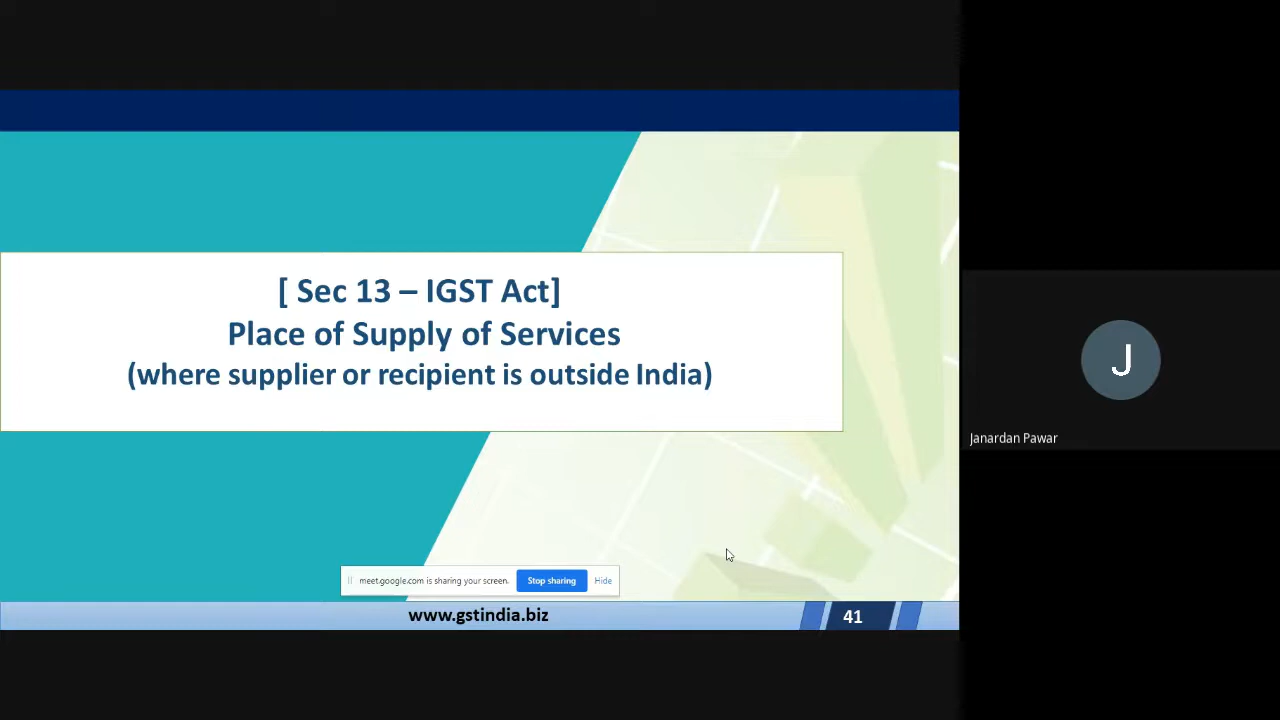 [ Sec 13 – IGST Act]
Place of Supply of Services
(where supplier or recipient is outside India)
J
Janardan Pawar
meet.google.com is sharing your screen.
Stop sharing
Hide
www.gstindia.biz
41